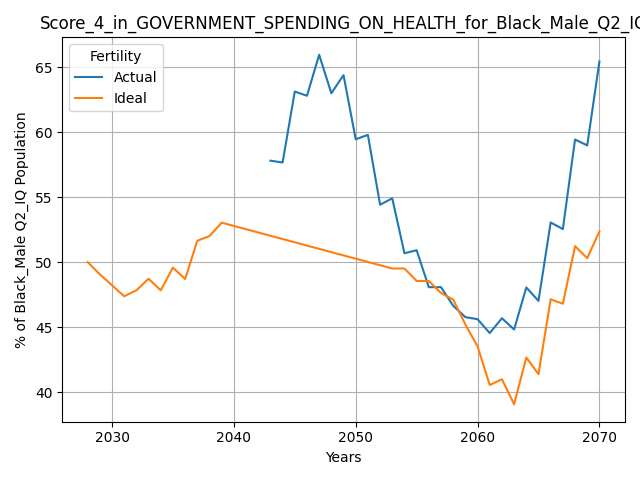 Score_4_in_GOVERNMENT_SPENDING_ON_HEALTH_for_Black_Male_Q2_IQ
Fertility
Actual
Ideal
% of Black_Male Q2_IQ Population
65
60
55
50
45
40
2030 2040 2050 2060 2070
Years